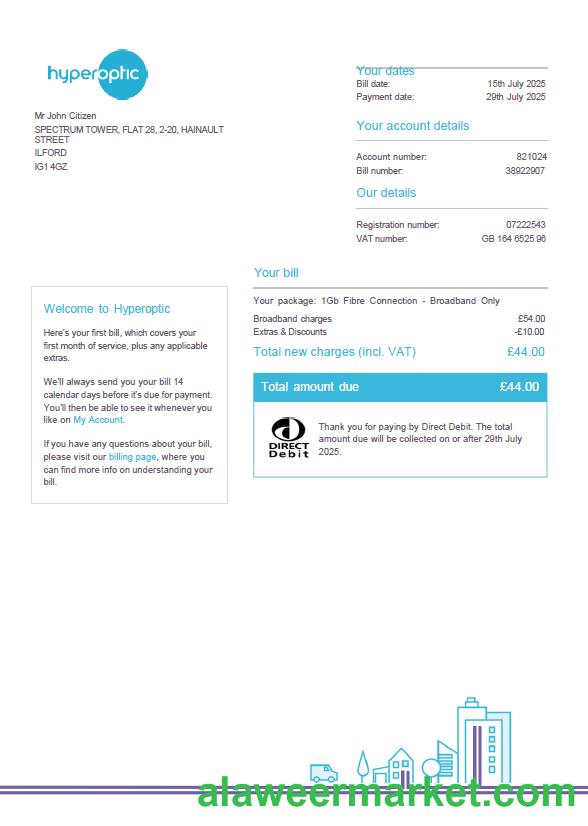 hyperoptic
Mr John Citizen
SPECTRUM TOWER, FLAT 28, 2-20, HAINAULT
STREET
ILFORD
IG1 4GZ
Your dates
Bill date: 15th July 2025
Payment date: 29th July 2025
Your account details
Account number: 821024
Bill number: 38922907
Our details
Registration number: 07222543
VAT number: GB 164 6525 96
Welcome to Hyperoptic
Here's your first bill, which covers your
first month of service, plus any applicable
extras.
We'll always send you your bill 14
calendar days before it's due for payment.
You'll then be able to see it whenever you
like on My Account.
If you have any questions about your bill,
please visit our billing page, where you
can find more info on understanding your
bill.
Your bill
Your package: 1Gb Fibre Connection - Broadband Only
Broadband charges £54.00
Extras & Discounts -£10.00
Total new charges (incl. VAT) £44.00
Total amount due £44.00
DIRECT
Debit
Thank you for paying by Direct Debit. The total
amount due will be collected on or after 29th July
2025.
alaweermarket.com